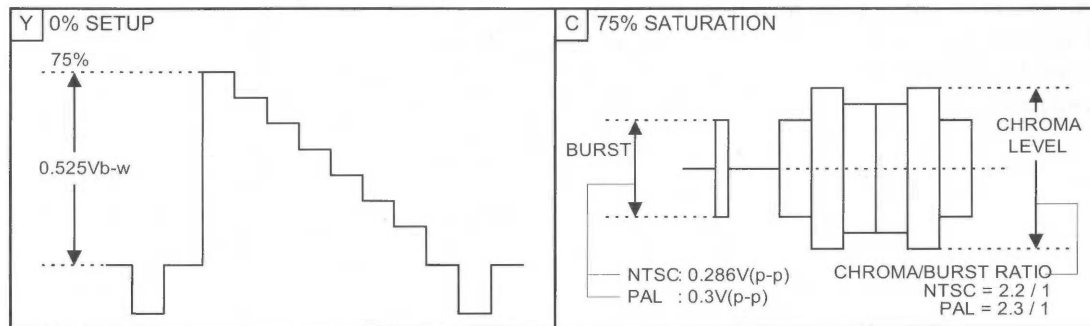 Y 0% SETUP
75%
0.525Vb-w
C 75% SATURATION
BURST
CHROMA
LEVEL
NTSC: 0.286V(p-p)
PAL : 0.3V(p-p)
CHROMA/BURST RATIO
NTSC = 2.2 / 1
PAL = 2.3 / 1